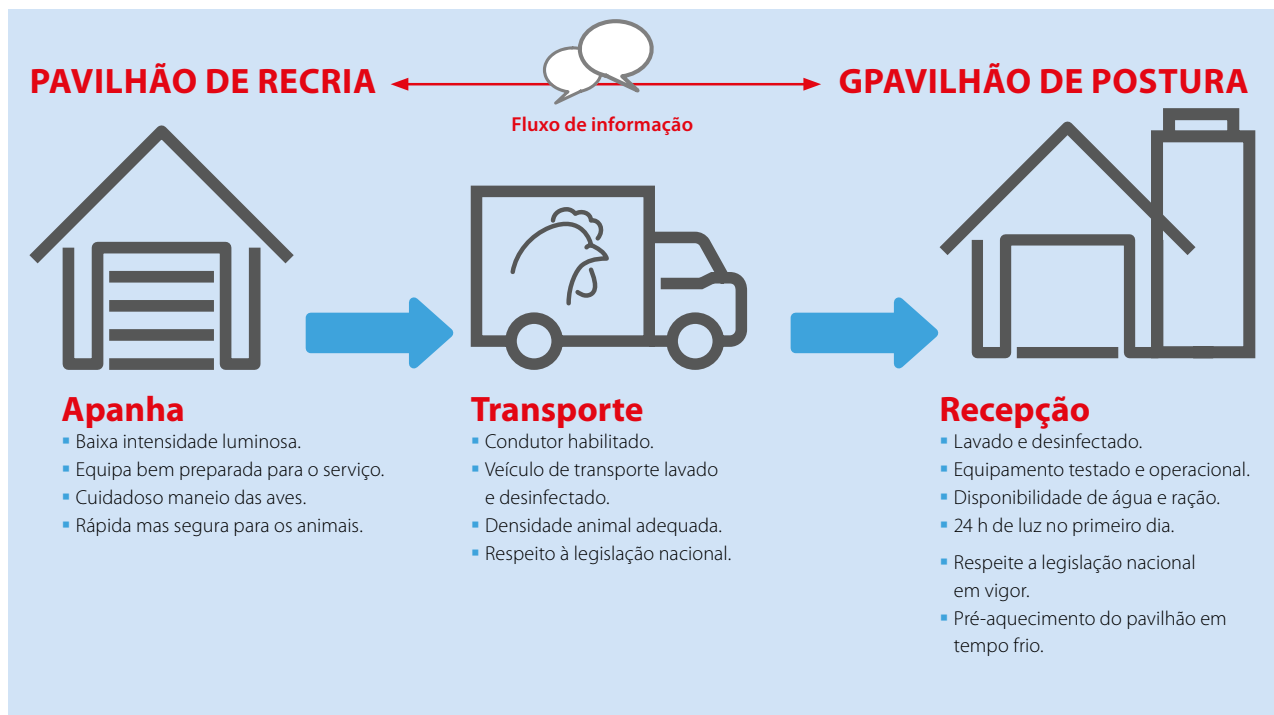 PAVILHÃO DE RECRIA
GPAVILHÃO DE POSTURA
Fluxo de informação
Apanha
▪ Baixa intensidade luminosa.
▪ Equipa bem preparada para o serviço.
▪ Cuidadoso maneio das aves.
▪ Rápida mas segura para os animais.
Transporte
▪ Condutor habilitado.
▪ Veículo de transporte lavado
e desinfectado.
▪ Densidade animal adequada.
▪ Respeito à legislação nacional.
Recepção
▪ Lavado e desinfectado.
▪ Equipamento testado e operacional.
▪ Disponibilidade de água e ração.
▪ 24 h de luz no primeiro dia.
▪ Respeite a legislação nacional
em vigor.
▪ Pré-aquecimento do pavilhão em
tempo frio.